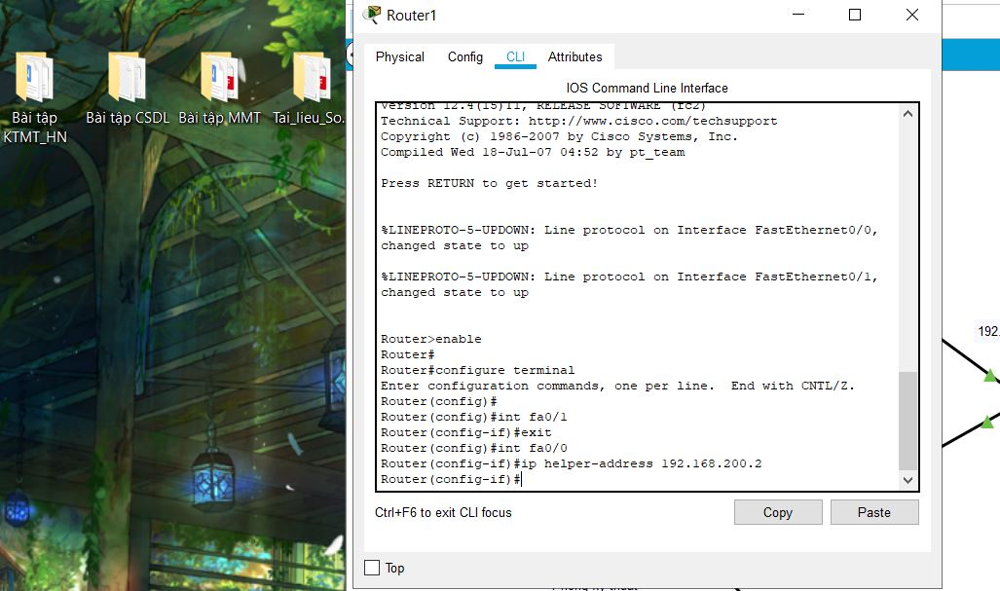 Router1
Physical Config CLI Attributes
IOS Command Line Interface
Version 12.4(15)T1, RELEASE SOFTWARE (fc2)
Technical Support: http://www.cisco.com/techsupport
Copyright (c) 1986-2007 by Cisco Systems, Inc.
Compiled Wed 18-Jul-07 04:52 by pt_team
Press RETURN to get started!
%LINEPROTO-5-UPDOWN: Line protocol on Interface FastEthernet0/0,
changed state to up
%LINEPROTO-5-UPDOWN: Line protocol on Interface FastEthernet0/1,
changed state to up
Router>enable
Router#
Router#configure terminal
Enter configuration commands, one per line. End with CNTL/Z.
Router(config)#
Router(config)#int fa0/1
Router(config-if)#exit
Router(config)#int fa0/0
Router(config-if)#ip helper-address 192.168.200.2
Router(config-if)#
Ctrl+F6 to exit CLI focus
Copy
Paste
Top
Bài tập
KTMT_HN
Bài tập CSDL
Bài tập MMT
Tai_lieu_So.
192.